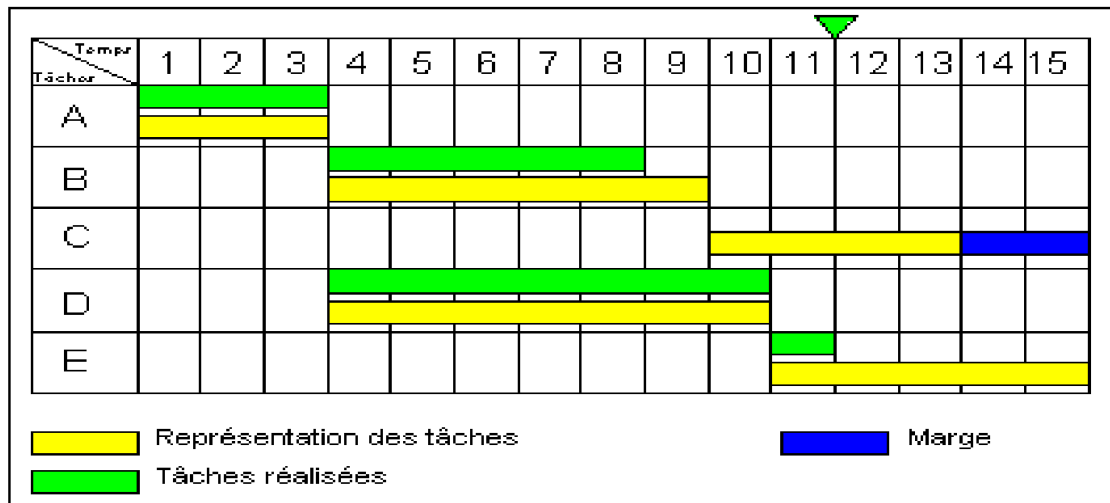 Temps
Tâches
1 2 3 4 5 6 7 8 9 10 11 12 13 14 15
A
B
C
D
E
Représentation des tâches Marge
Tâches réalisées